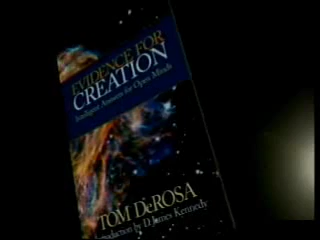 EVIDENCE FOR
CREATION
Intelligent Answers for Open Minds
TOM DeROSA
Introduction by D. James Kennedy